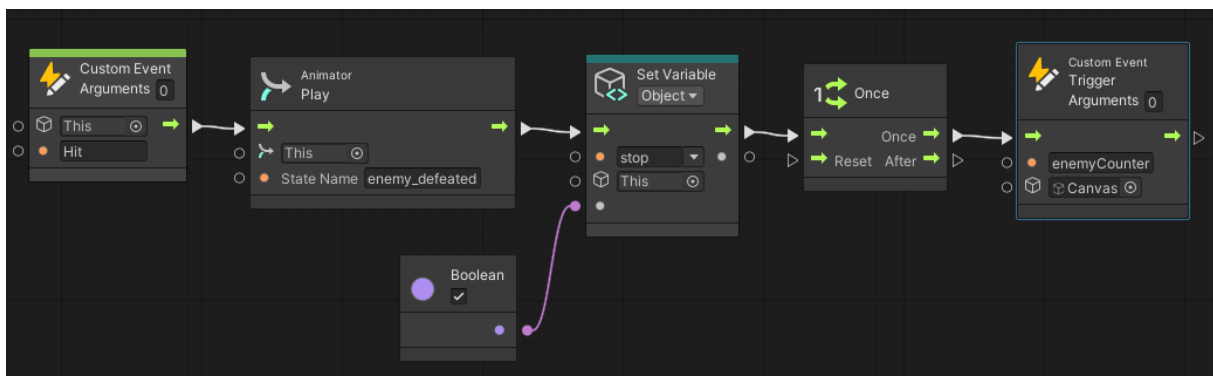 Custom Event
Arguments 0
This
Hit
Animator
Play
This
State Name enemy_defeated
Boolean
Set Variable
Object
stop
This
1 Once
Once
Reset After
Custom Event
Trigger
Arguments 0
enemyCounter
Canvas